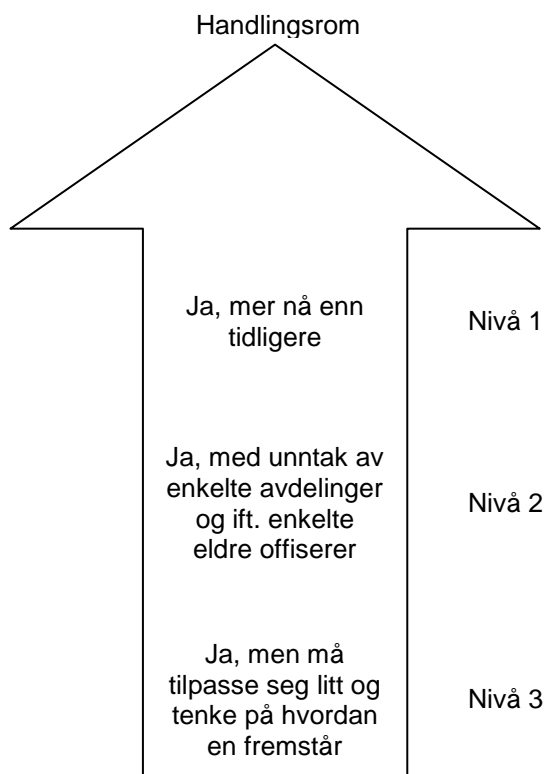 Handlingsrom
Ja, mer nå enn
tidligere
Nivå 1
Ja, med unntak av
enkelte avdelinger
og ift. enkelte
eldre offiserer
Nivå 2
Ja, men må
tilpasse seg litt og
tenke på hvordan
en fremstår
Nivå 3